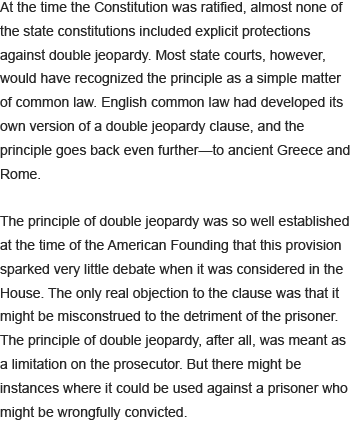 At the time the Constitution was ratified, almost none of
the state constitutions included explicit protections
against double jeopardy. Most state courts, however,
would have recognized the principle as a simple matter
of common law. English common law had developed its
own version of a double jeopardy clause, and the
principle goes back even further—to ancient Greece and
Rome.

The principle of double jeopardy was so well established
at the time of the American Founding that this provision
sparked very little debate when it was considered in the
House. The only real objection to the clause was that it
might be misconstrued to the detriment of the prisoner.
The principle of double jeopardy, after all, was meant as
a limitation on the prosecutor. But there might be
instances where it could be used against a prisoner who
might be wrongfully convicted.